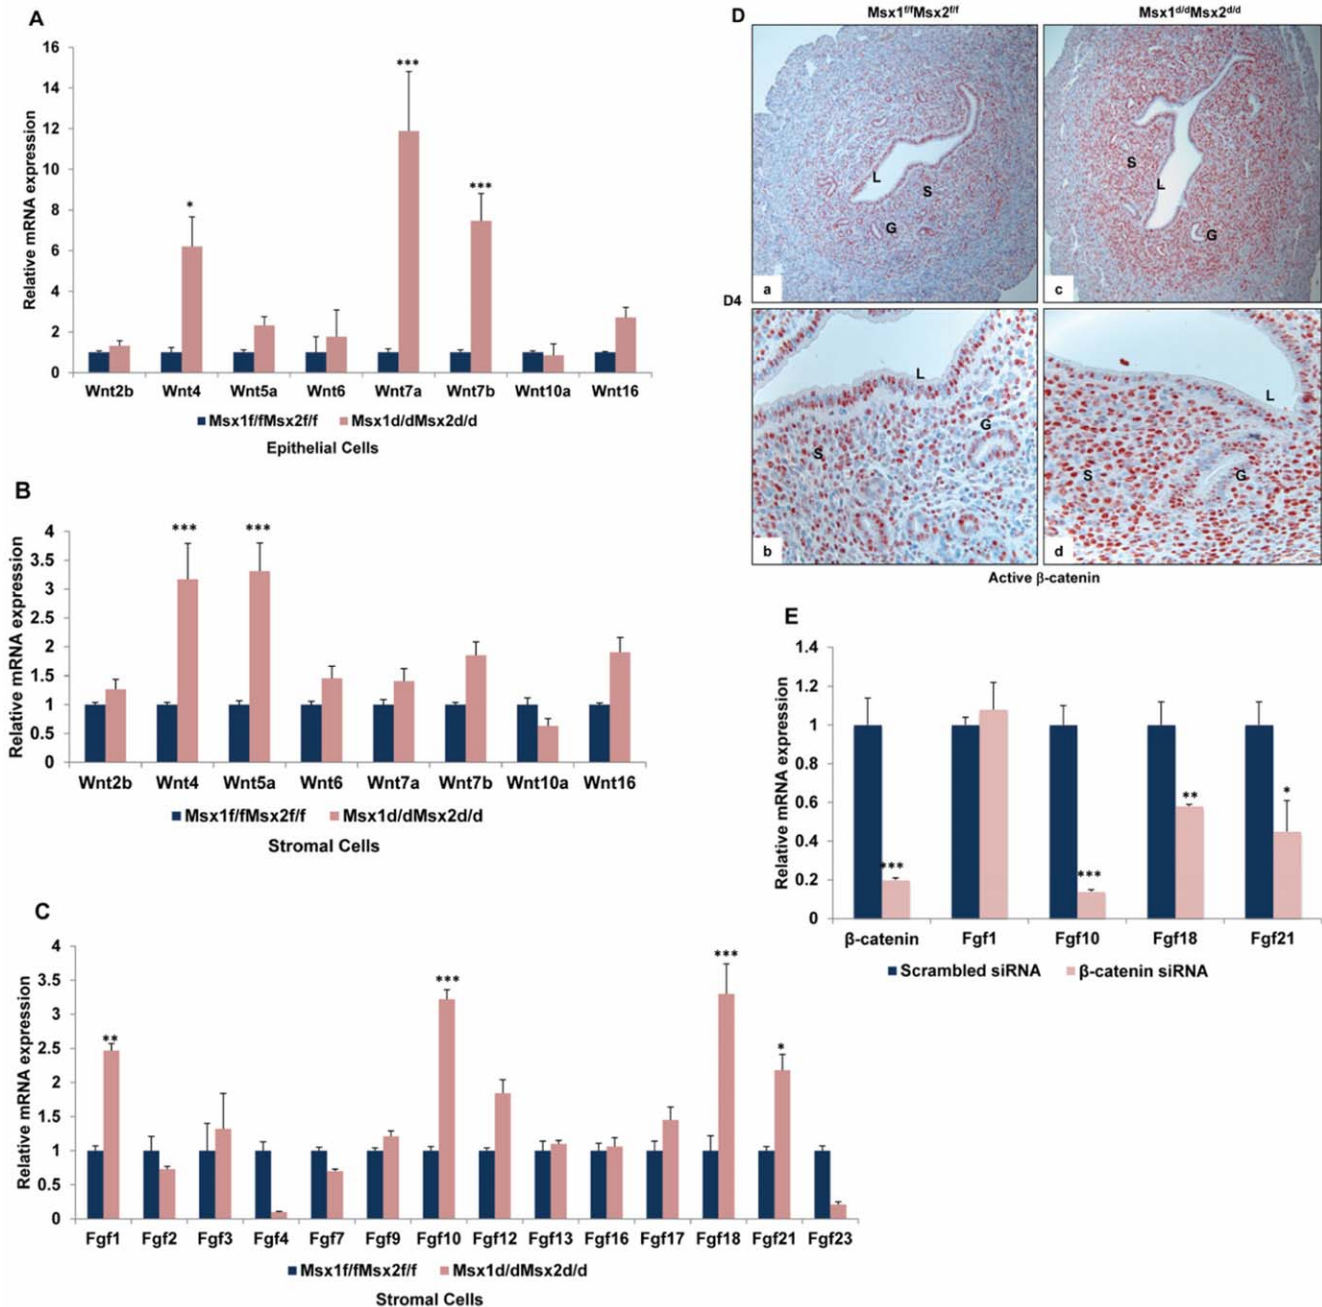 A
16
14
12
10
8
6
4
2
0
Relative mRNA expression
*
***
***
Wnt2b Wnt4 Wnt5a Wnt6 Wnt7a Wnt7b Wnt10a Wnt16
Msx1f/fMsx2f/f Msx1d/dMsx2d/d
Epithelial Cells
B
4
3.5
3
2.5
2
1.5
1
0.5
0
Relative mRNA expression
*** ***
Wnt2b Wnt4 Wnt5a Wnt6 Wnt7a Wnt7b Wnt10a Wnt16
Msx1f/fMsx2f/f Msx1d/dMsx2d/d
Stromal Cells
C
4
3.5
3
2.5
2
1.5
1
0.5
0
Relative mRNA expression
** *** *** *
Fgf1 Fgf2 Fgf3 Fgf4 Fgf7 Fgf9 Fgf10 Fgf12 Fgf13 Fgf16 Fgf17 Fgf18 Fgf21 Fgf23
Msx1f/fMsx2f/f Msx1d/dMsx2d/d
Stromal Cells
D
Msx1f/fMsx2f/f Msx1d/dMsx2d/d
L
S
G
a
S
L
G
c
D4
L
G
S
b
L
S
G
d
Active β-catenin
E
1.4
1.2
1
0.8
0.6
0.4
0.2
0
Relative mRNA expression
*** *** ** *
β-catenin Fgf1 Fgf10 Fgf18 Fgf21
Scrambled siRNA β-catenin siRNA